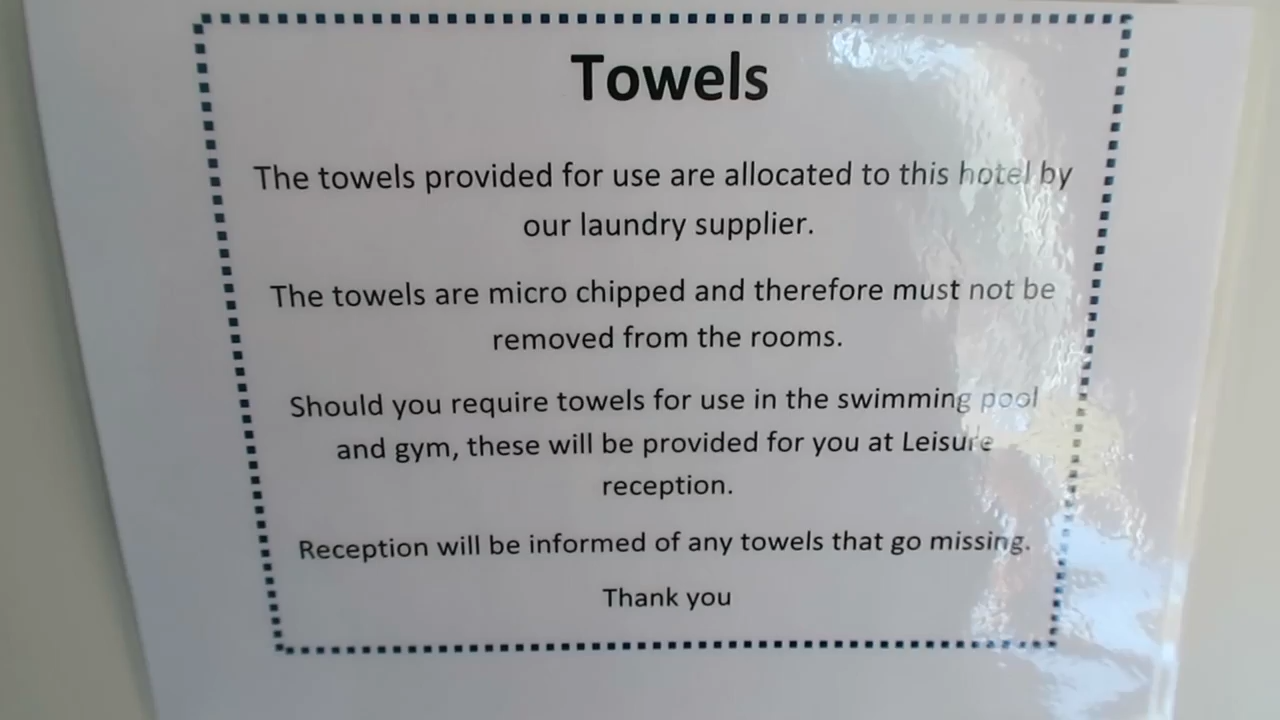 Towels
The towels provided for use are allocated to this hotel by
our laundry supplier.
The towels are micro chipped and therefore must not be
removed from the rooms.
Should you require towels for use in the swimming pool
and gym, these will be provided for you at Leisure
reception.
Reception will be informed of any towels that go missing.
Thank you